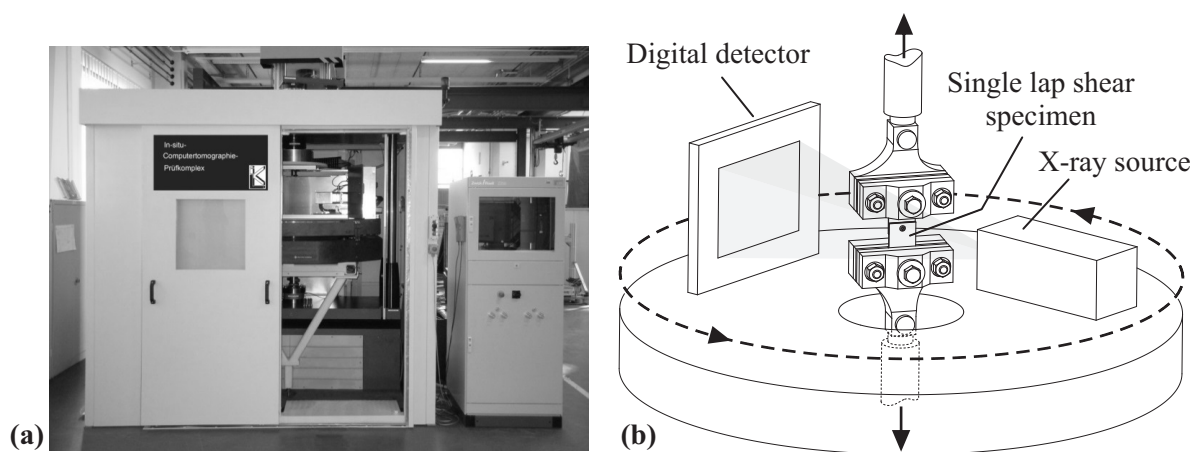 In-situ-
Computertomographie-
Prüfkomplex
(a)
Digital detector
Single lap shear
specimen
X-ray source
(b)